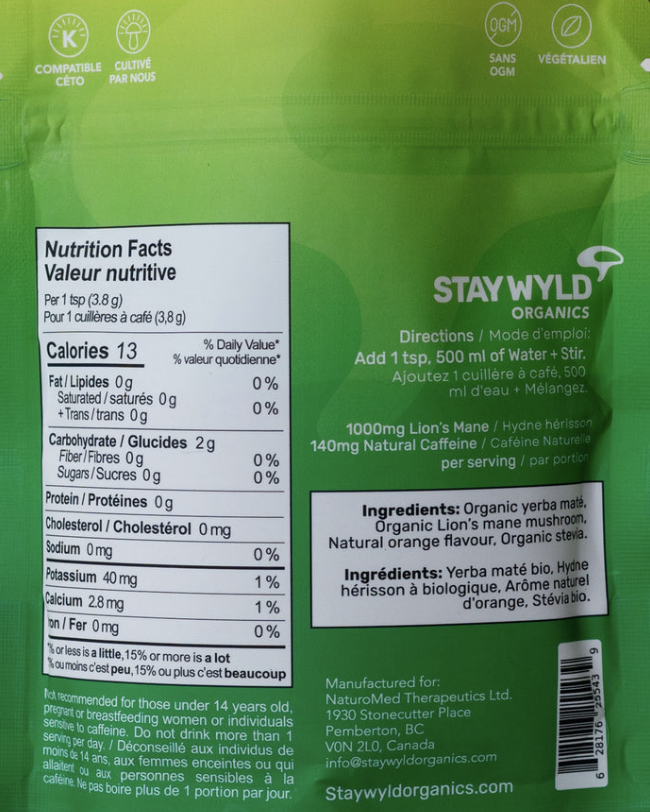 K
COMPATIBLE
CÉTO
CULTIVÉ
PAR NOUS
OGM
SANS
OGM
VÉGÉTALIEN
Nutrition Facts
Valeur nutritive
Per 1 tsp (3.8 g)
Pour 1 cuillères à café (3,8 g)
Calories 13
% Daily Value*
% valeur quotidienne*
Fat / Lipides 0 g 0 %
Saturated / saturés 0 g
+ Trans / trans 0 g 0 %
Carbohydrate / Glucides 2 g
Fiber / Fibres 0 g 0 %
Sugars / Sucres 0 g 0 %
Protein / Protéines 0 g
Cholesterol / Cholestérol 0 mg
Sodium 0 mg 0 %
Potassium 40 mg 1 %
Calcium 2.8 mg 1 %
ron / Fer 0 mg 0 %
% or less is a little, 15% or more is a lot
% ou moins c'est peu, 15% ou plus c'est beaucoup
Not recommended for those under 14 years old,
pregnant or breastfeeding women or individuals
sensitive to caffeine. Do not drink more than 1
serving per day. / Déconseillé aux individus de
moins de 14 ans, aux femmes enceintes ou qui
allaitent ou aux personnes sensibles à la
caféine. Ne pas boire plus de 1 portion par jour.
STAY WYLD
ORGANICS
Directions / Mode d'emploi:
Add 1 tsp, 500 ml of Water + Stir.
Ajoutez 1 cuillère à café, 500
ml d'eau + Mélangez.
1000mg Lion's Mane / Hydne hérisson
140mg Natural Caffeine / Caféine Naturelle
per serving / par portion
Ingredients: Organic yerba maté,
Organic Lion's mane mushroom,
Natural orange flavour, Organic stevia.
Ingrédients: Yerba maté bio, Hydne
hérisson à biologique, Arôme naturel
d'orange, Stévia bio.
Manufactured for:
NaturoMed Therapeutics Ltd.
1930 Stonecutter Place
Pemberton, BC
V0N 2L0, Canada
info@staywyldorganics.com
Staywyldorganics.com
6 28176 25543 9